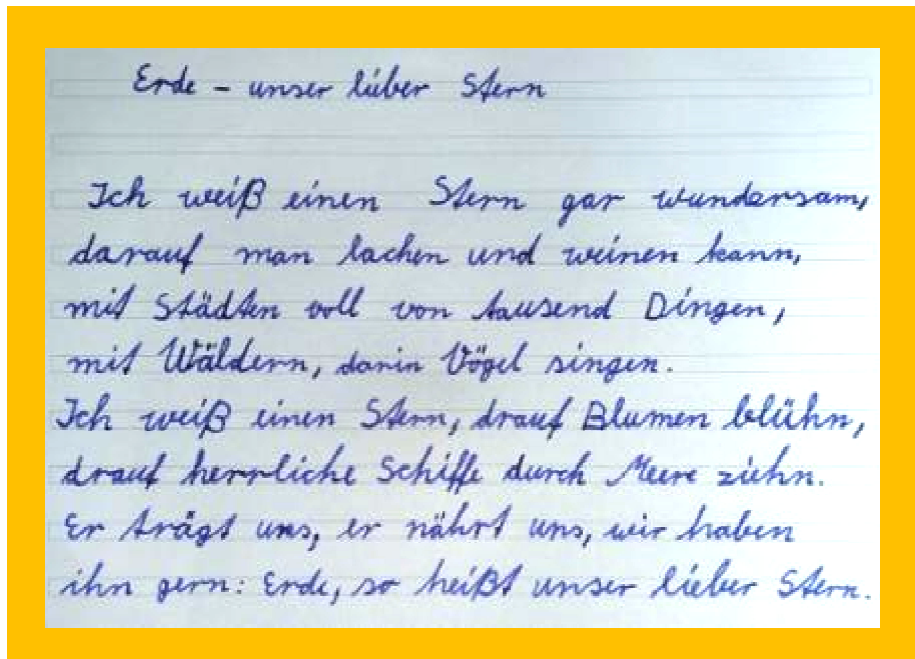 Erde - unser lieber Stern
Ich weiß einen Stern gar wundersam,
darauf man lachen und weinen kann,
mit Städten voll von tausend Dingen,
mit Wäldern, darin Vögel singen.
Ich weiß einen Stern, drauf Blumen blühn,
drauf herrliche Schiffe durch Meere ziehn.
Er trägt uns, er nährt uns, wir haben
ihn gern: Erde, so heißt unser lieber Stern.